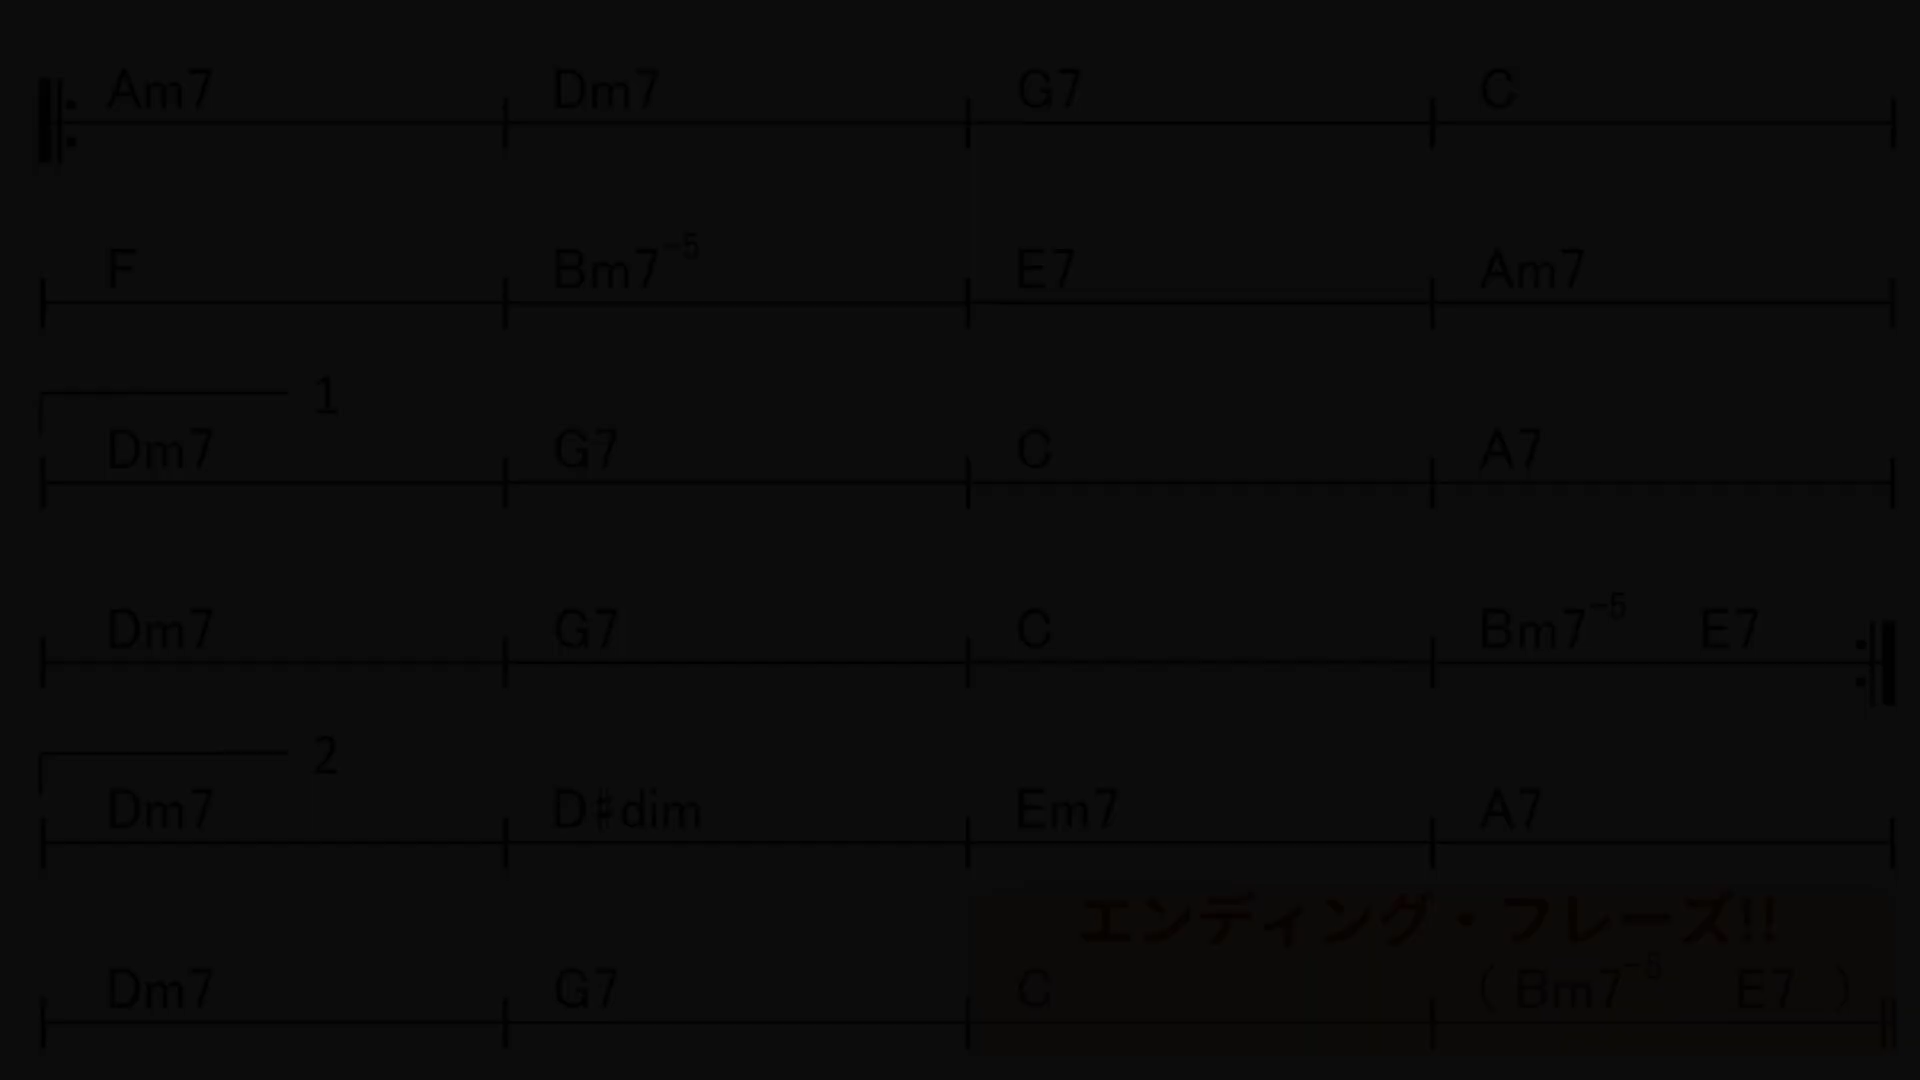 Am7 Dm7 G7 C
F Bm7-5 E7 Am7
1
Dm7 G7 C A7
Dm7 G7 C Bm7-5 E7
2
Dm7 D♯dim Em7 A7
エンディング・フレーズ!!
Dm7 G7 C ( Bm7-5 E7 )